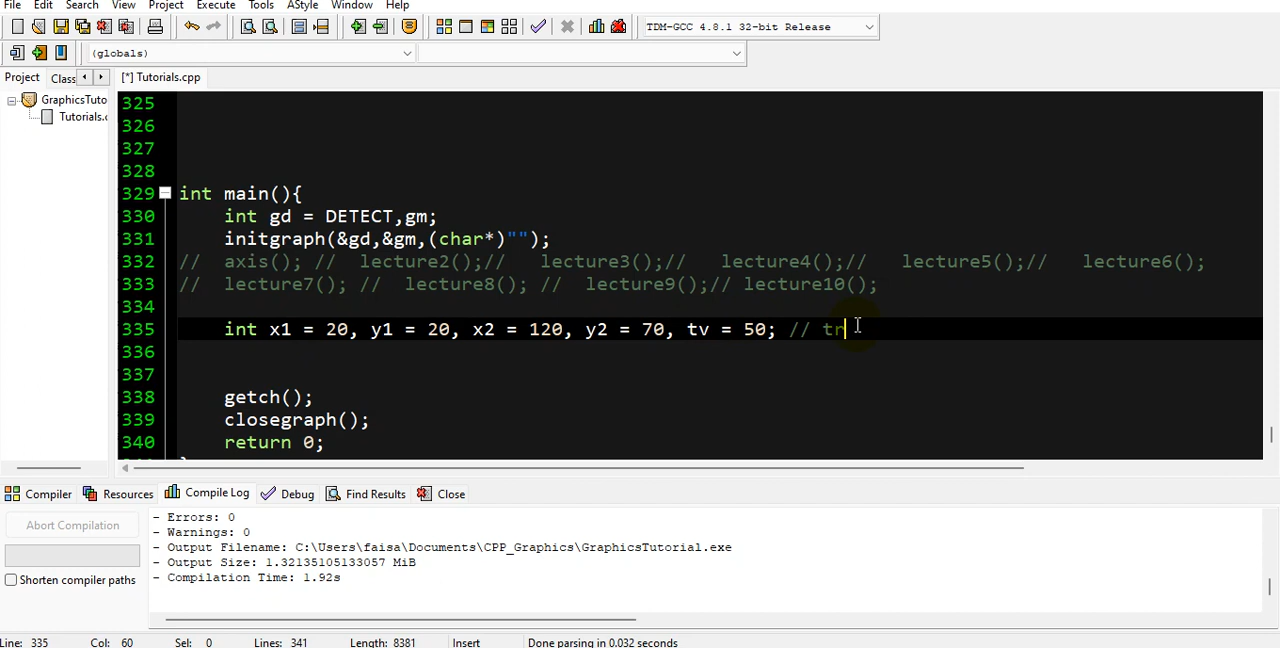 File Edit Search View Project Execute Tools AStyle Window Help
TDM-GCC 4.8.1 32-bit Release
(globals)
Project Class [*] Tutorials.cpp
GraphicsTuto
Tutorials.c
325
326
327
328
329 int main(){
330 int gd = DETECT,gm;
331 initgraph(&gd,&gm,(char*)"");
332 // axis(); // lecture2();// lecture3();// lecture4();// lecture5();// lecture6();
333 // lecture7(); // lecture8(); // lecture9();// lecture10();
334
335 int x1 = 20, y1 = 20, x2 = 120, y2 = 70, tv = 50; // tr
336
337
338 getch();
339 closegraph();
340 return 0;
Compiler Resources Compile Log Debug Find Results Close
Abort Compilation
Shorten compiler paths
- Errors: 0
- Warnings: 0
- Output Filename: C:\Users\faisa\Documents\CPP_Graphics\GraphicsTutorial.exe
- Output Size: 1.32135105133057 MiB
- Compilation Time: 1.92s
Line: 335 Col: 60 Sel: 0 Lines: 341 Length: 8381 Insert Done parsing in 0.032 seconds